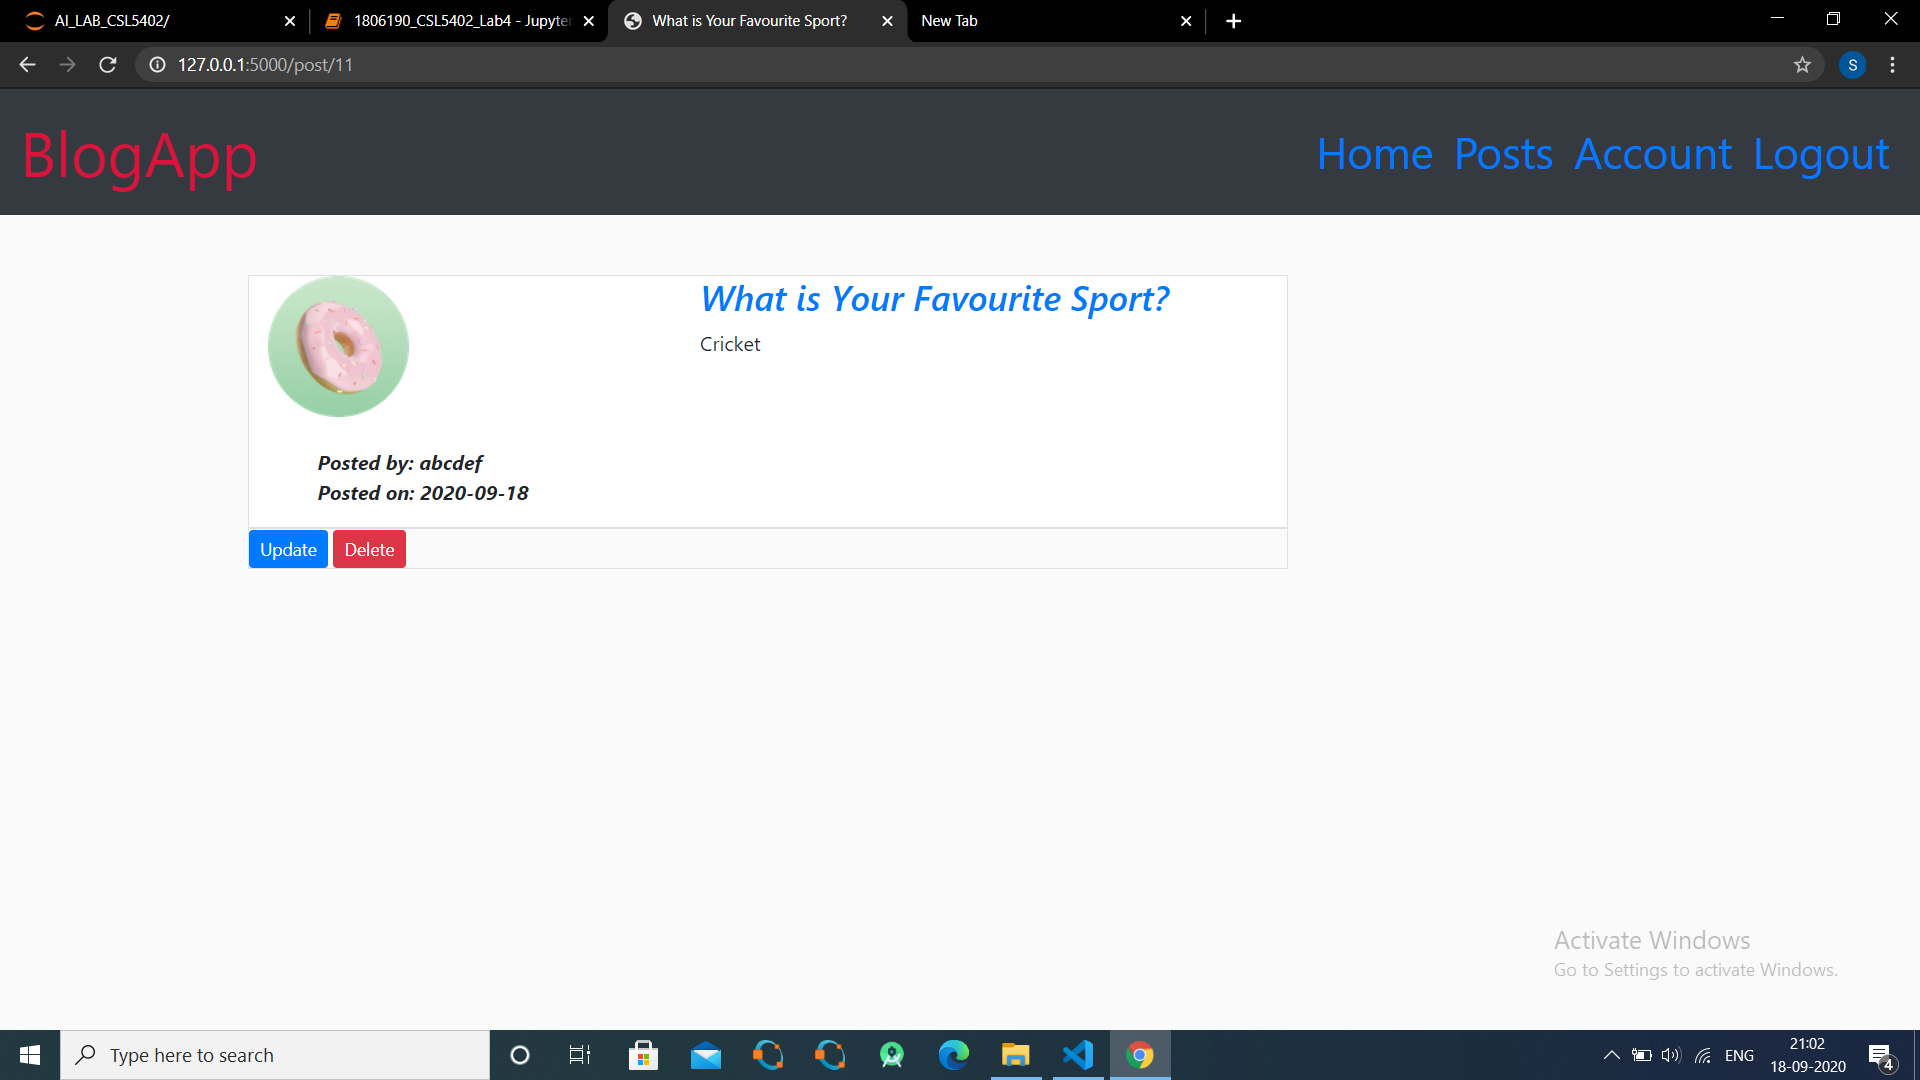 AI_LAB_CSL5402/
1806190_CSL5402_Lab4 - Jupyte
What is Your Favourite Sport?
New Tab
127.0.0.1:5000/post/11
S
BlogApp
Home Posts Account Logout
What is Your Favourite Sport?
Cricket
Posted by: abcdef
Posted on: 2020-09-18
Update Delete
Activate Windows
Go to Settings to activate Windows.
Type here to search
ENG
21:02
18-09-2020
4